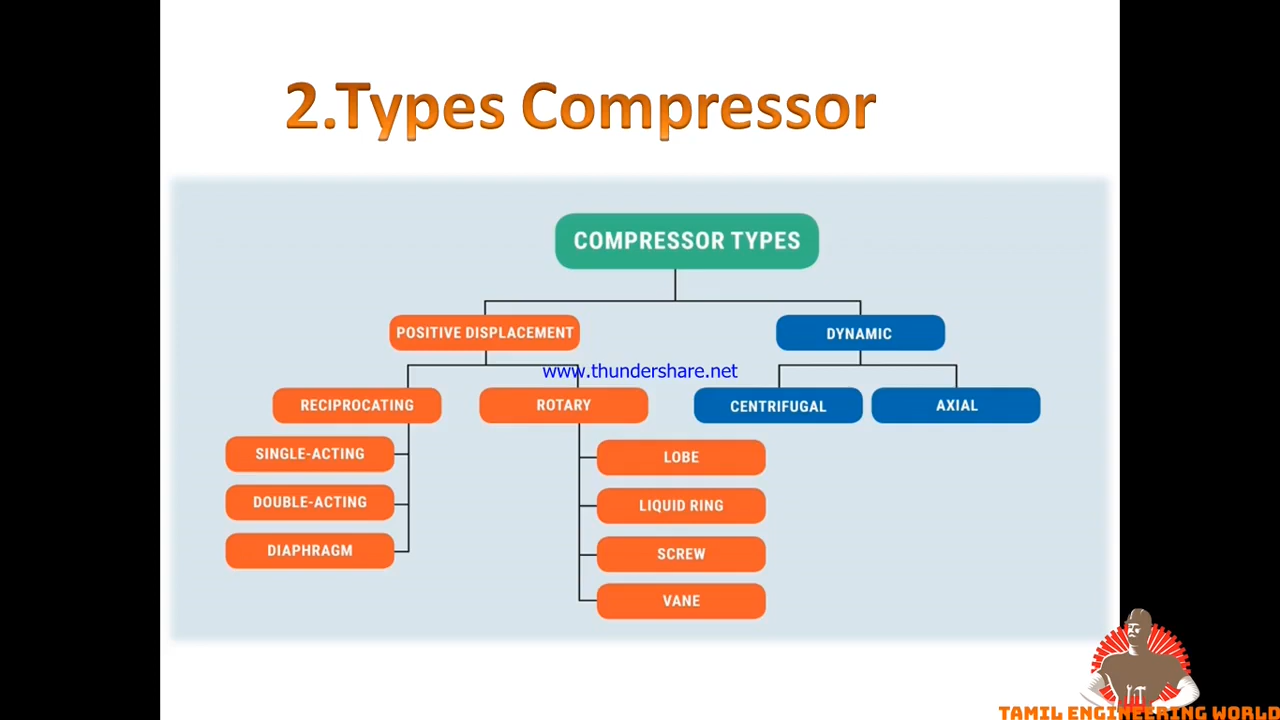 2.Types Compressor
COMPRESSOR TYPES
POSITIVE DISPLACEMENT
DYNAMIC
www.thundershare.net
RECIPROCATING
ROTARY
CENTRIFUGAL
AXIAL
SINGLE-ACTING
DOUBLE-ACTING
DIAPHRAGM
LOBE
LIQUID RING
SCREW
VANE
TAMIL ENGINEERING WORLD